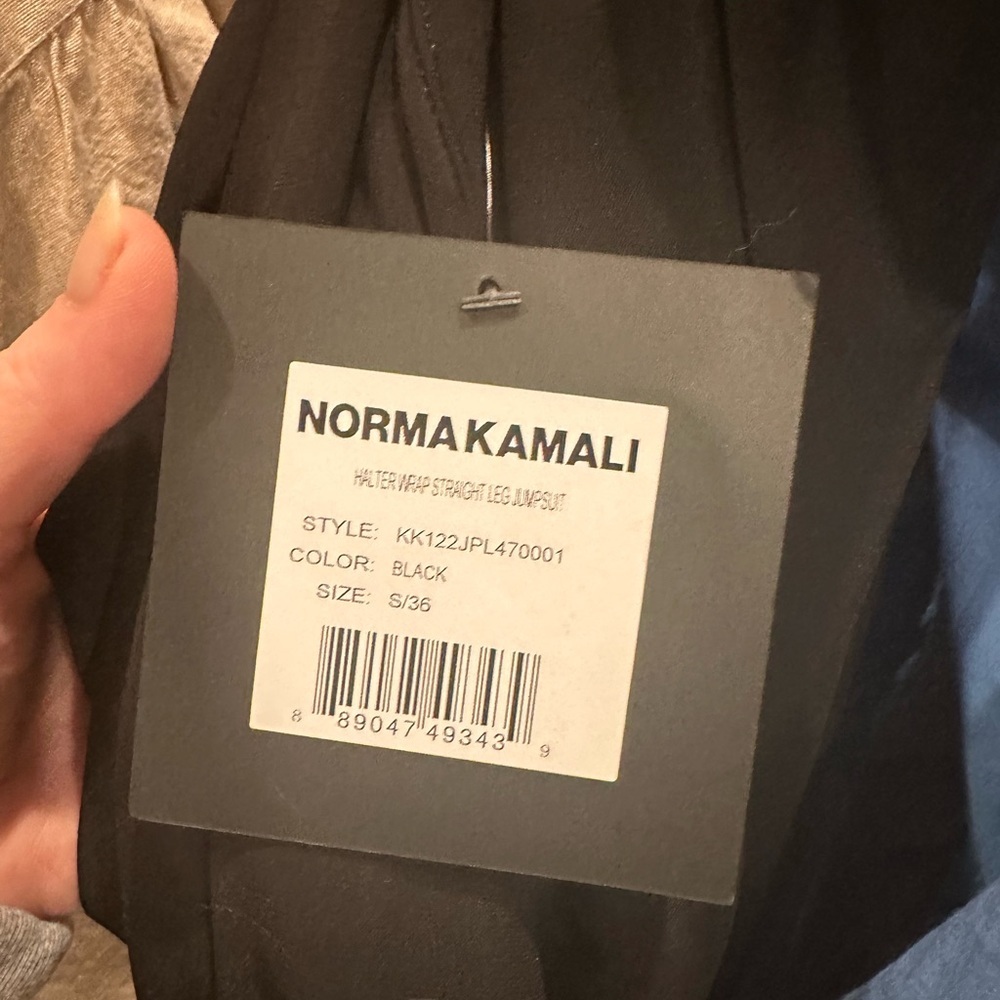 NORMA KAMALI
HALTER WRAP STRAIGHT LEG JUMPSUIT
STYLE: KK122JPL470001
COLOR: BLACK
SIZE: S/36
8 89047 49343 9